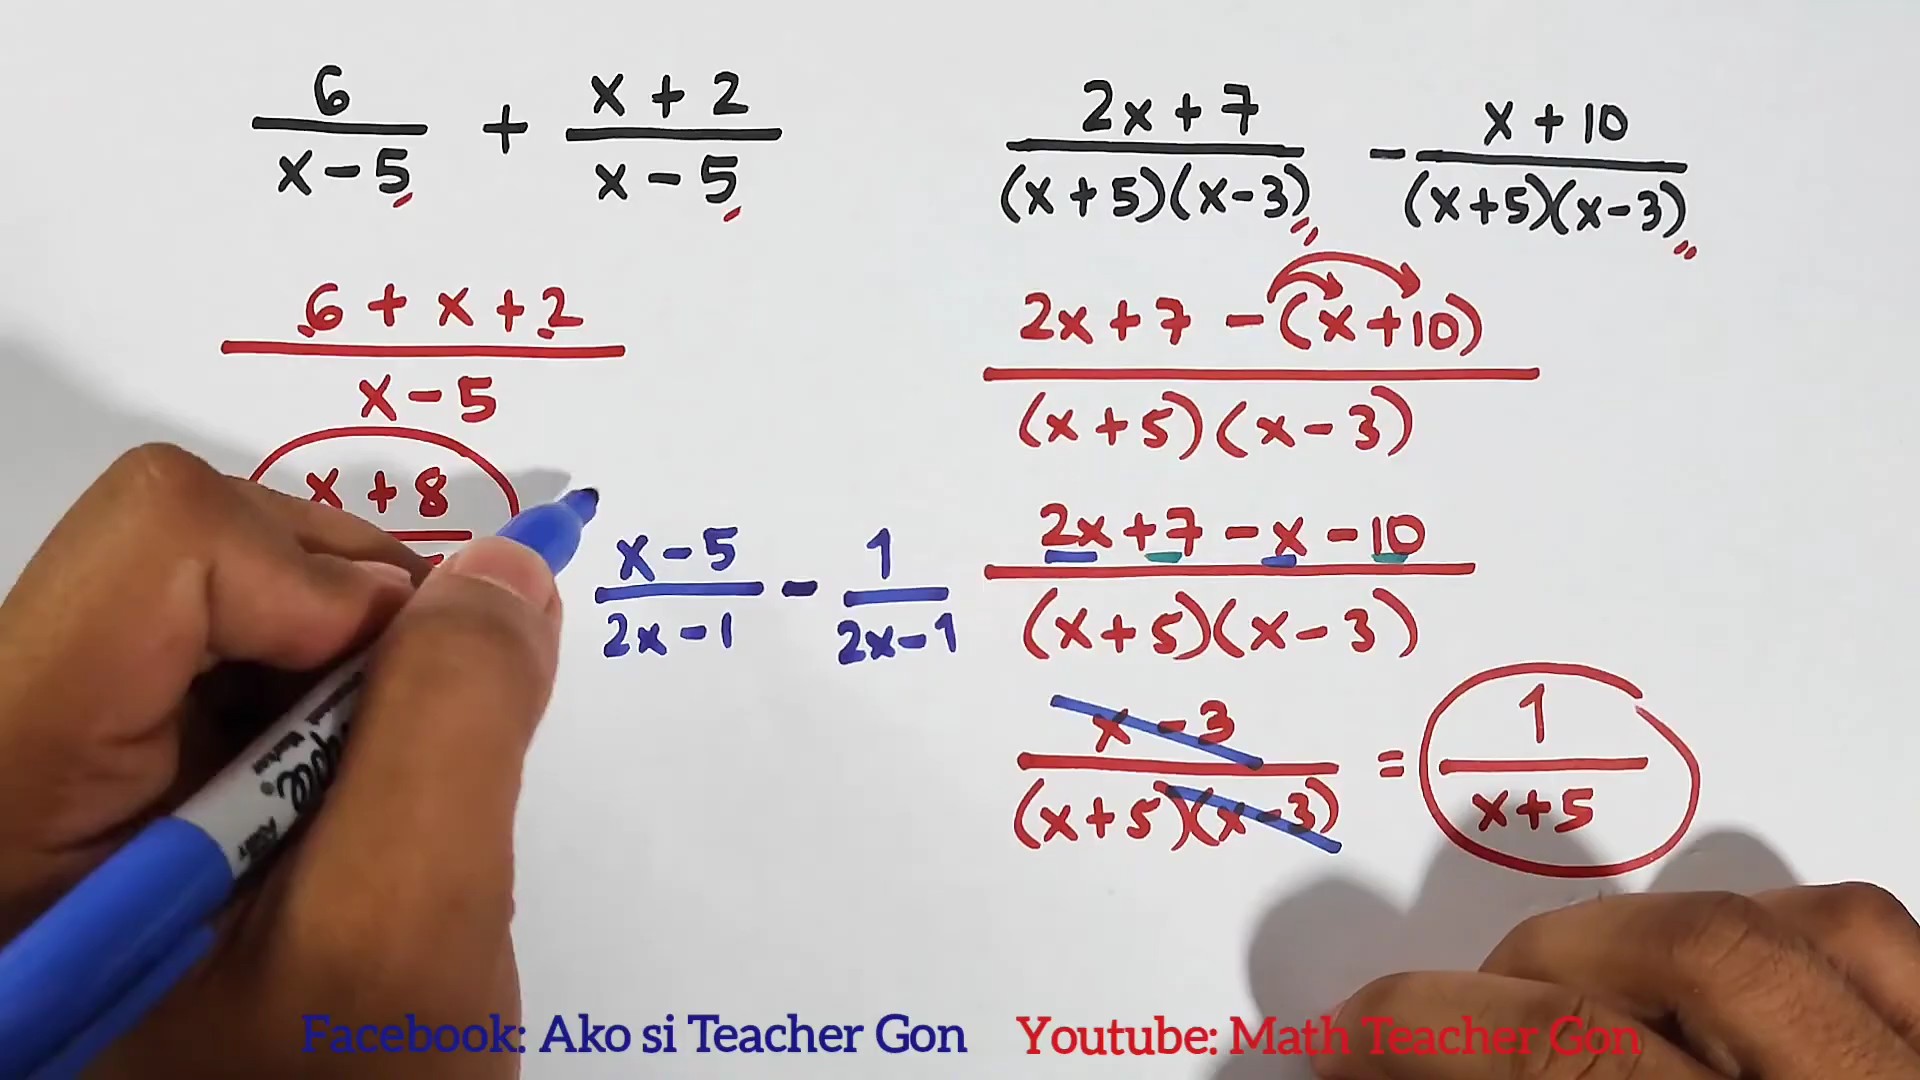 6 / x - 5 + x + 2 / x - 5
6 + x + 2 / x - 5
x + 8
x - 5 / 2x - 1 - 1 / 2x - 1
2x + 7 / (x + 5)(x - 3) - x + 10 / (x + 5)(x - 3)
2x + 7 - (x + 10) / (x + 5)(x - 3)
2x + 7 - x - 10 / (x + 5)(x - 3)
x - 3 / (x + 5)(x - 3) = 1 / x + 5
Facebook: Ako si Teacher Gon
Youtube: Math Teacher Gon